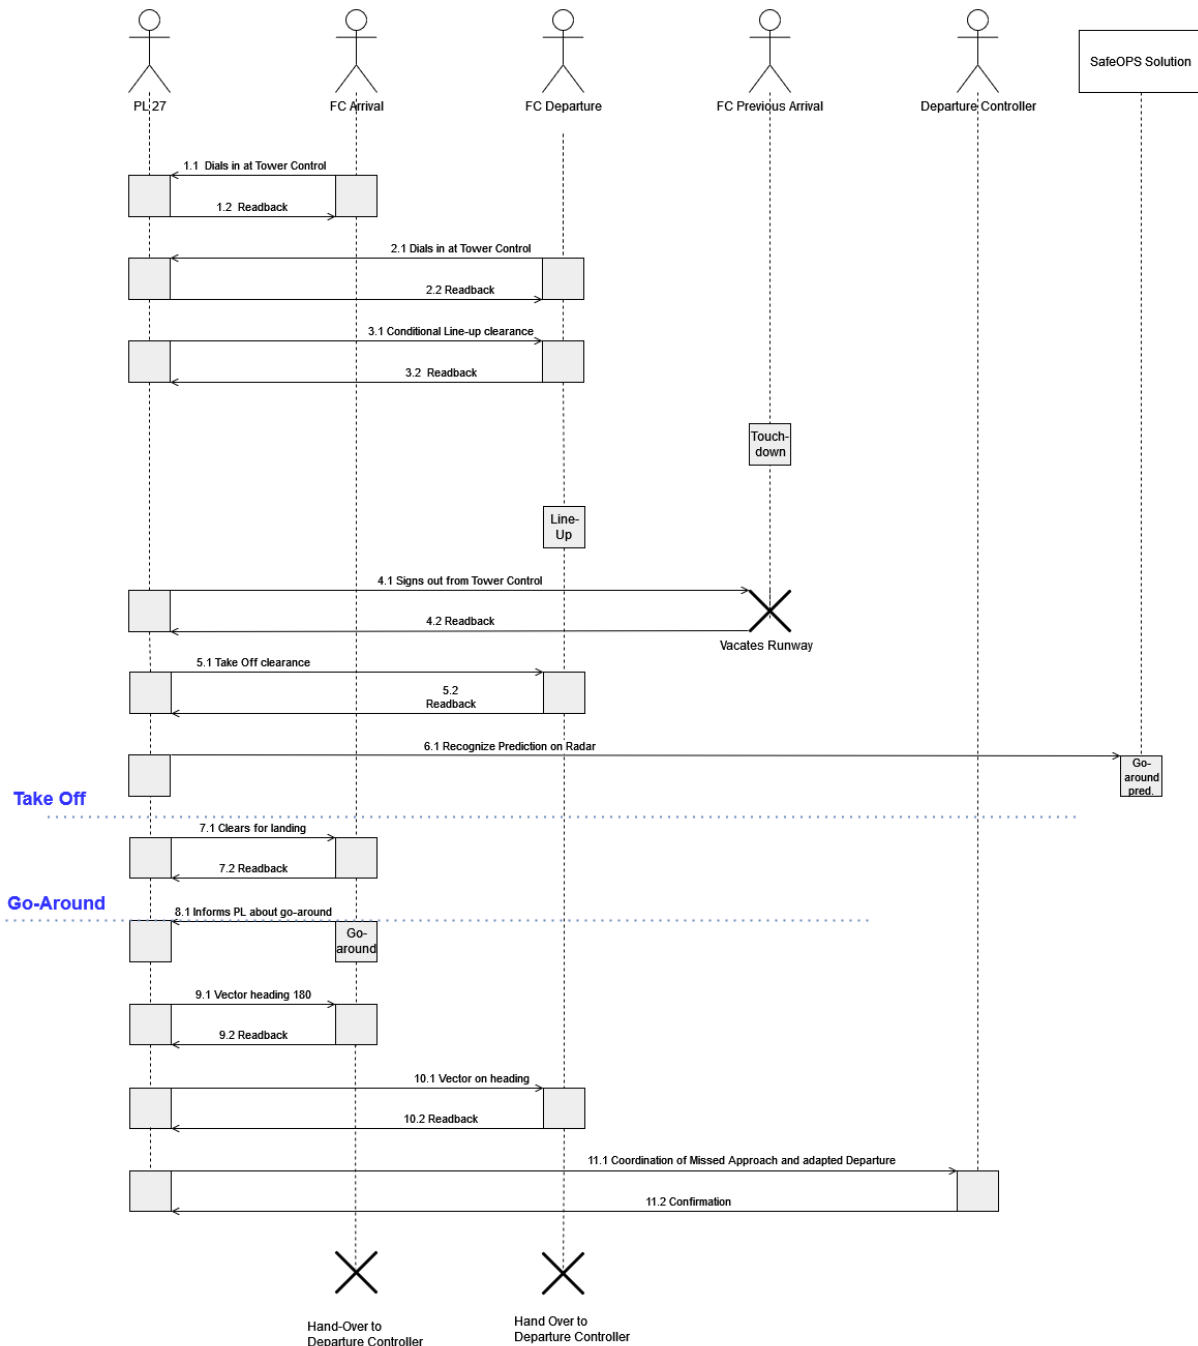 SafeOPS Solution
PL 27
FC Arrival
FC Departure
FC Previous Arrival
Departure Controller
1.1 Dials in at Tower Control
1.2 Readback
2.1 Dials in at Tower Control
2.2 Readback
3.1 Conditional Line-up clearance
3.2 Readback
Touch-
down
Line-
Up
4.1 Signs out from Tower Control
4.2 Readback
Vacates Runway
5.1 Take Off clearance
5.2
Readback
6.1 Recognize Prediction on Radar
Go-
around
pred.
Take Off
7.1 Clears for landing
7.2 Readback
Go-Around
8.1 Informs PL about go-around
Go-
around
9.1 Vector heading 180
9.2 Readback
10.1 Vector on heading
10.2 Readback
11.1 Coordination of Missed Approach and adapted Departure
11.2 Confirmation
Hand-Over to
Departure Controller
Hand Over to
Departure Controller